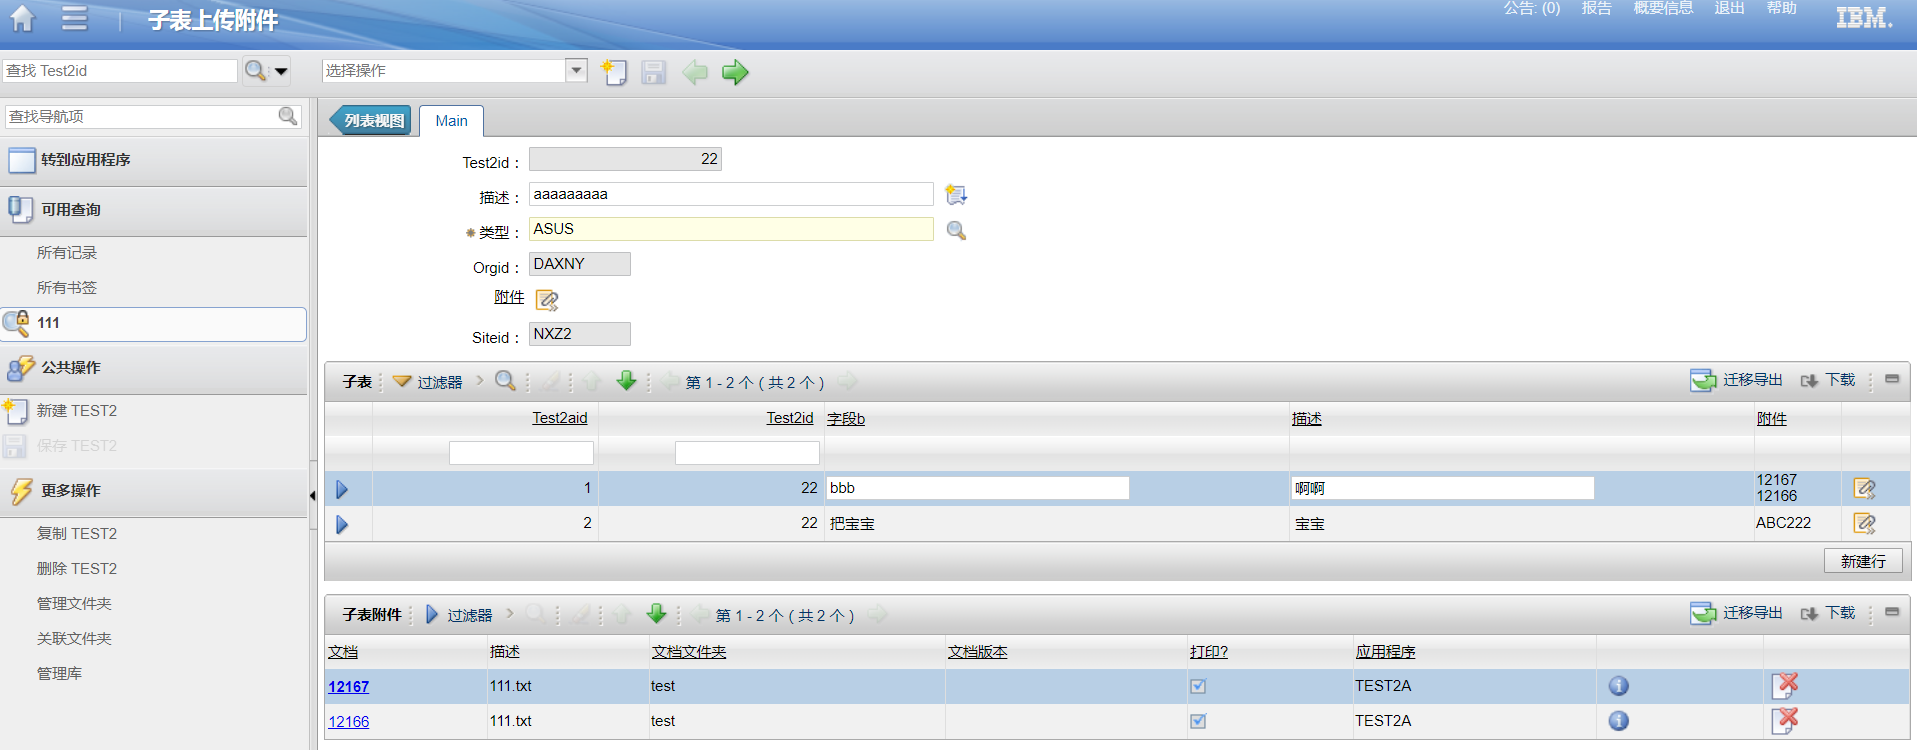 子表上传附件 公告: (0) 报告 概要信息 退出 帮助 IBM.
查找 Test2id 选择操作
查找导航项
列表视图 Main
转到应用程序
可用查询
所有记录
所有书签
111
公共操作
新建 TEST2
保存 TEST2
更多操作
复制 TEST2
删除 TEST2
管理文件夹
关联文件夹
管理库
Test2id : 22
描述 : aaaaaaaaa
类型 : ASUS
Orgid : DAXNY
附件
Siteid : NXZ2
子表 过滤器 第 1 - 2 个 ( 共 2 个 ) 迁移导出 下载
Test2aid Test2id 字段b 描述 附件
1 22 bbb 啊啊 12167
12166
2 22 把宝宝 宝宝 ABC222
新建行
子表附件 过滤器 第 1 - 2 个 ( 共 2 个 ) 迁移导出 下载
文档 描述 文档文件夹 文档版本 打印? 应用程序
12167 111.txt test TEST2A
12166 111.txt test TEST2A